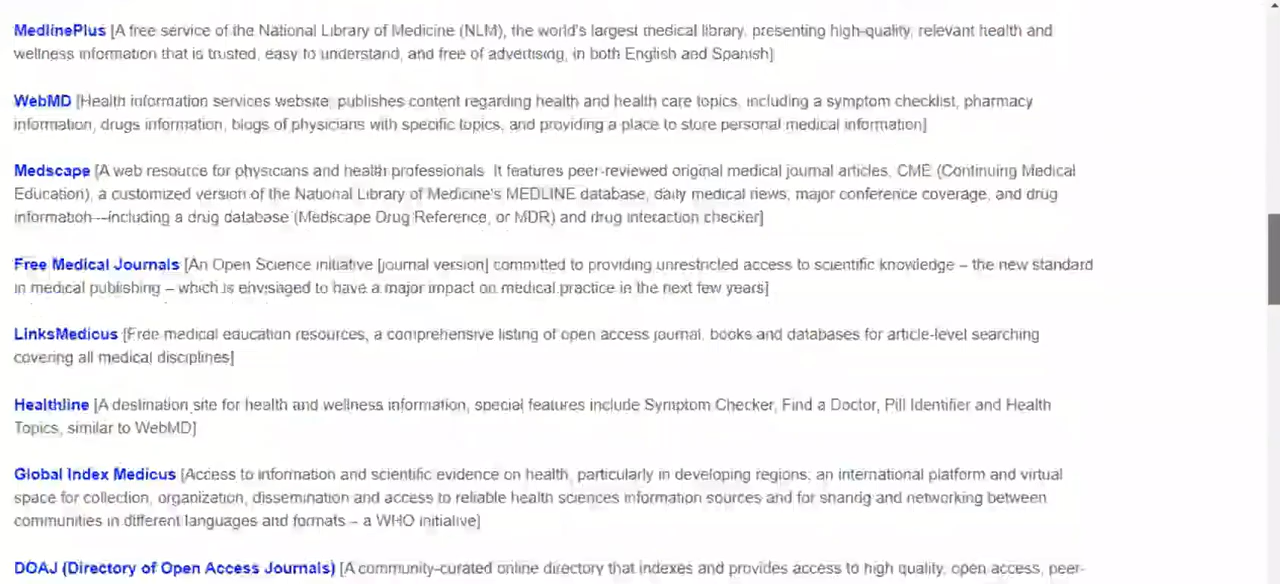 MedlinePlus [A free service of the National Library of Medicine (NLM), the world's largest medical library, presenting high-quality, relevant health and
wellness information that is trusted, easy to understand, and free of advertising, in both English and Spanish]
WebMD [Health information services website, publishes content regarding health and health care topics, including a symptom checklist, pharmacy
information, drugs information, blogs of physicians with specific topics, and providing a place to store personal medical information]
Medscape [A web resource for physicians and health professionals. It features peer-reviewed original medical journal articles, CME (Continuing Medical
Education), a customized version of the National Library of Medicine's MEDLINE database, daily medical news, major conference coverage, and drug
information—including a drug database (Medscape Drug Reference, or MDR) and drug interaction checker]
Free Medical Journals [An Open Science initiative [journal version] committed to providing unrestricted access to scientific knowledge – the new standard
in medical publishing – which is envisaged to have a major impact on medical practice in the next few years]
LinksMedicus [Free medical education resources, a comprehensive listing of open access journal, books and databases for article-level searching
covering all medical disciplines]
Healthline [A destination site for health and wellness information, special features include Symptom Checker, Find a Doctor, Pill Identifier and Health
Topics, similar to WebMD]
Global Index Medicus [Access to information and scientific evidence on health, particularly in developing regions; an international platform and virtual
space for collection, organization, dissemination and access to reliable health sciences information sources and for sharidg and networking between
communities in different languages and formats – a WHO initiative]
DOAJ (Directory of Open Access Journals) [A community-curated online directory that indexes and provides access to high quality, open access, peer-